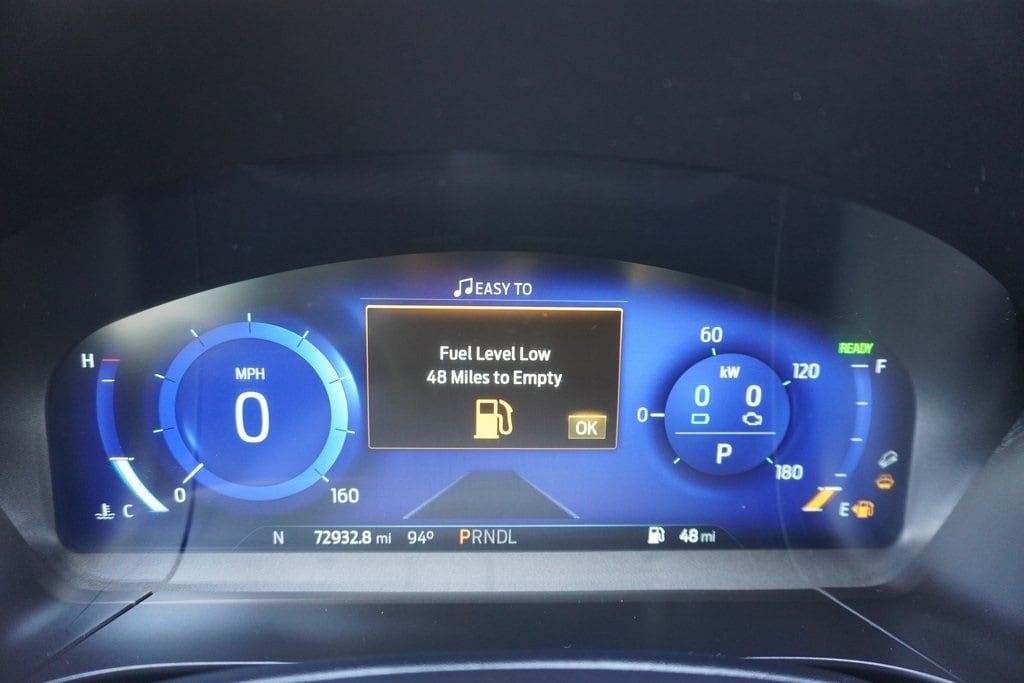 EASY TO
Fuel Level Low
48 Miles to Empty
OK
H
C
MPH
0
0
160
0
60
120
180
kW
0 0
P
READY
F
E
N 72932.8 mi 94° PRNDL 48 mi